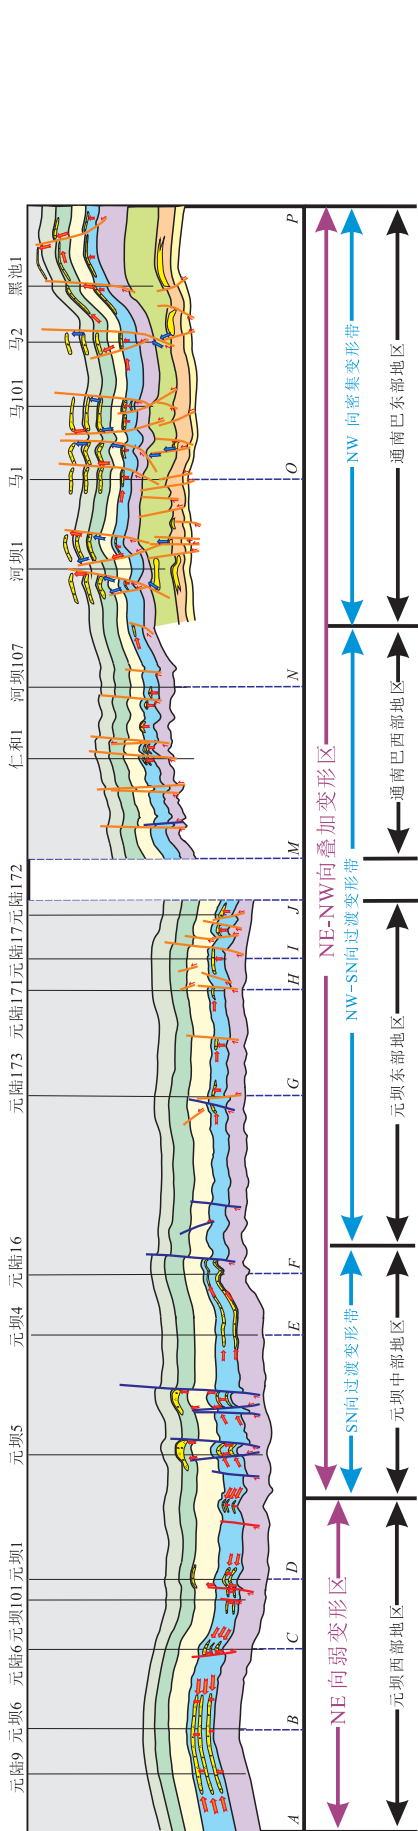 元陆9 元坝6 元陆6 元坝101 元坝1 元坝5 元坝4 元陆16 元陆173 元陆171 元陆17 元陆172 仁和1 河坝107 河坝1 马1 马101 马2 黑池1
A B C D E F G H I J M N O P
NE 向弱变形区 NE-NW向叠加变形区
SN向过渡变形带 NW-SN向过渡变形带 NW 向密集变形带
元坝西部地区 元坝中部地区 元坝东部地区 通南巴西部地区 通南巴东部地区